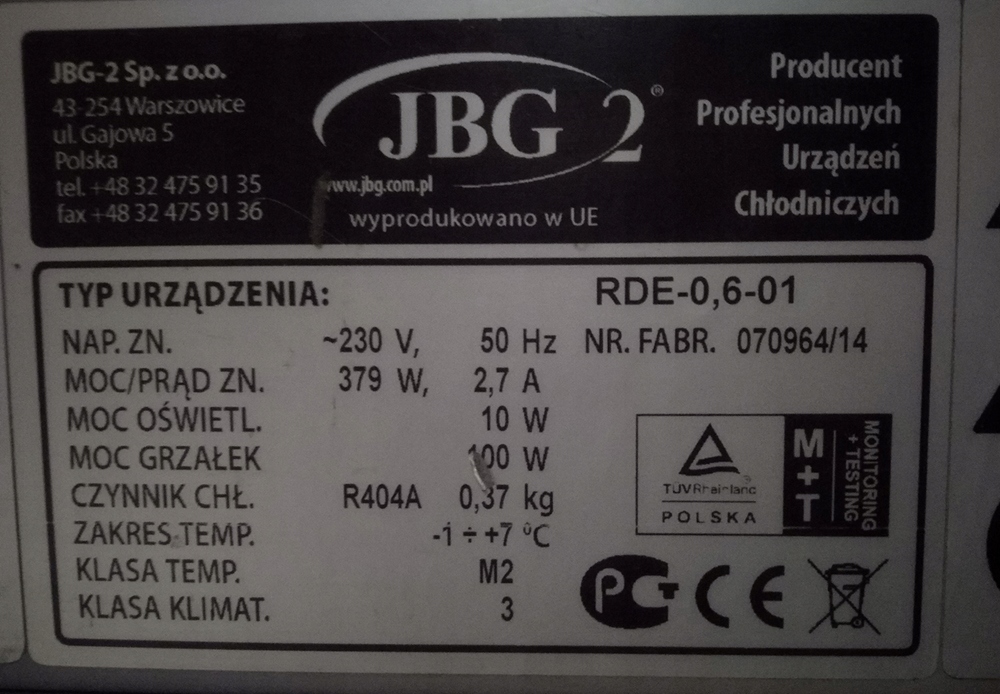 JBG-2 Sp. z o.o.
43-254 Warszowice
ul. Gajowa 5
Polska
tel. +48 32 475 91 35
fax +48 32 475 91 36
JBG 2®
www.jbg.com.pl
wyprodukowano w UE
Producent
Profesjonalnych
Urządzeń
Chłodniczych
TYP URZĄDZENIA: RDE-0,6-01
NAP. ZN. ~230 V, 50 Hz NR. FABR. 070964/14
MOC/PRĄD ZN. 379 W, 2,7 A
MOC OŚWIETL. 10 W
MOC GRZAŁEK 100 W
CZYNNIK CHŁ. R404A 0,37 kg
ZAKRES TEMP. -1 ÷ +7 °C
KLASA TEMP. M2
KLASA KLIMAT. 3
TÜVRheinland
POLSKA
M+T
MONITORING
+ TESTING
PCT CE